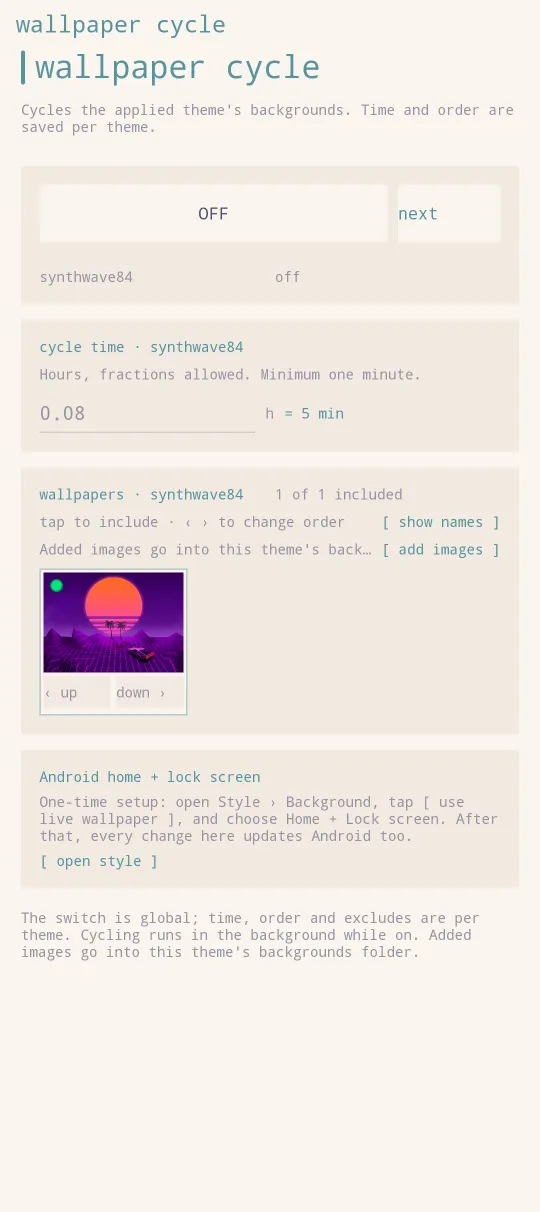 wallpaper cycle
wallpaper cycle
Cycles the applied theme's backgrounds. Time and order are
saved per theme.
OFF
next
synthwave84 off
cycle time · synthwave84
Hours, fractions allowed. Minimum one minute.
0.08 h = 5 min
wallpapers · synthwave84 1 of 1 included
tap to include · ‹ › to change order [ show names ]
Added images go into this theme's back… [ add images ]
‹ up down ›
Android home + lock screen
One-time setup: open Style › Background, tap [ use
live wallpaper ], and choose Home + Lock screen. After
that, every change here updates Android too.
[ open style ]
The switch is global; time, order and excludes are per
theme. Cycling runs in the background while on. Added
images go into this theme's backgrounds folder.